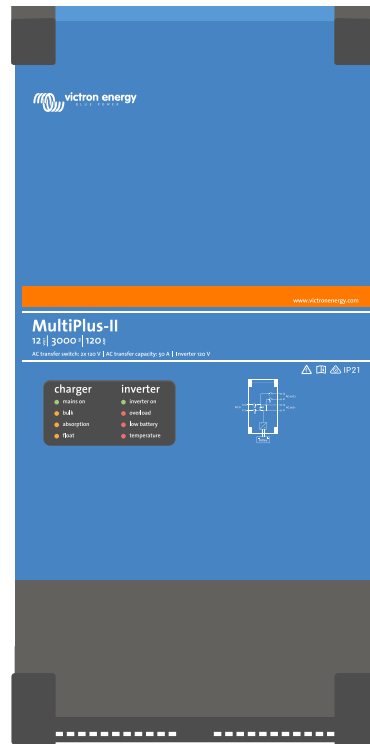 victron energy
BLUE POWER
www.victronenergy.com
MultiPlus-II
12 | 3000 | 120
AC transfer switch: 2x 120 V | AC transfer capacity: 50 A | Inverter 120 V
IP21
charger inverter
mains on inverter on
bulk overload
absorption low battery
float temperature